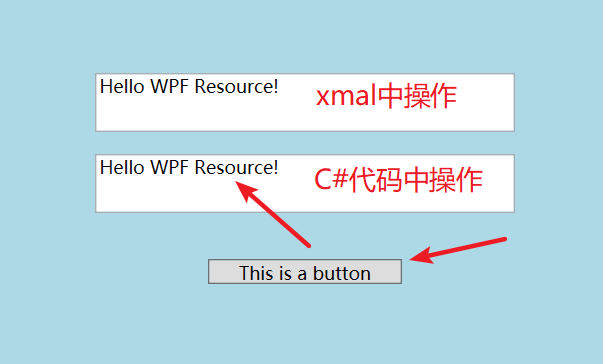 Hello WPF Resource!
xmal中操作
Hello WPF Resource!
C#代码中操作
This is a button